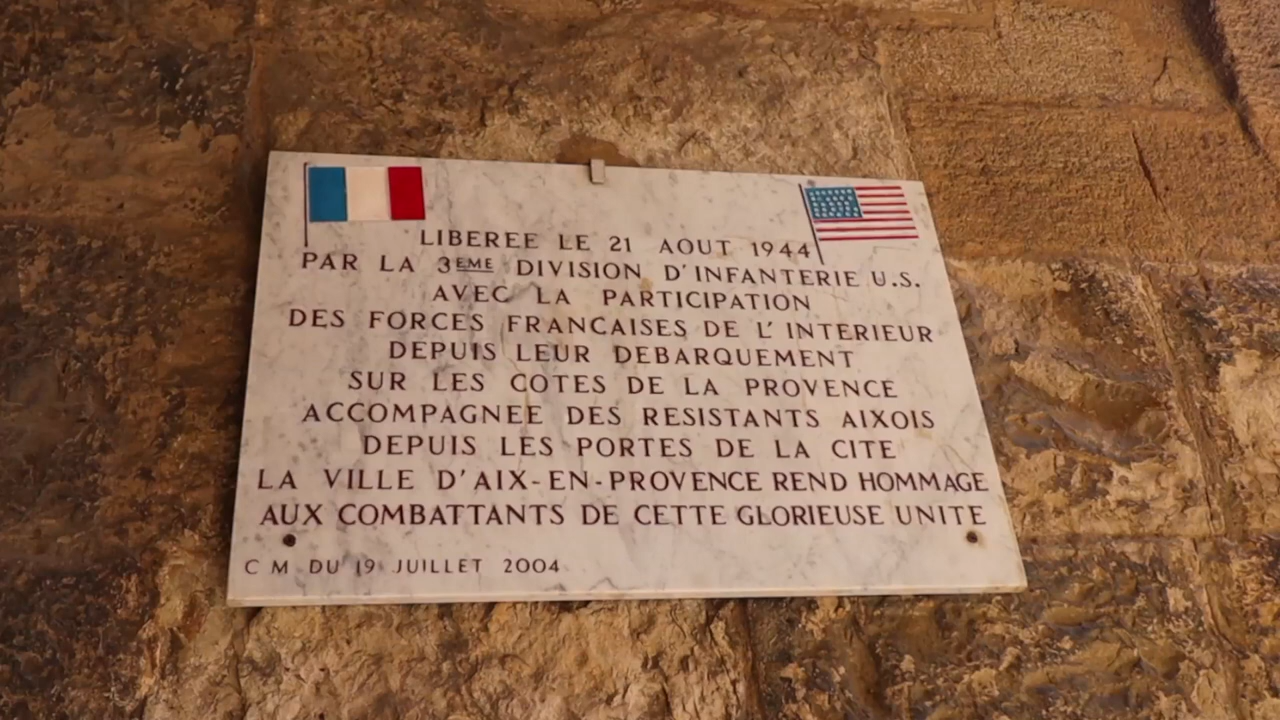 LIBEREE LE 21 AOUT 1944
PAR LA 3EME DIVISION D'INFANTERIE U.S.
AVEC LA PARTICIPATION
DES FORCES FRANCAISES DE L'INTERIEUR
DEPUIS LEUR DEBARQUEMENT
SUR LES COTES DE LA PROVENCE
ACCOMPAGNEE DES RESISTANTS AIXOIS
DEPUIS LES PORTES DE LA CITE
LA VILLE D'AIX-EN-PROVENCE REND HOMMAGE
AUX COMBATTANTS DE CETTE GLORIEUSE UNITE
C M DU 19 JUILLET 2004